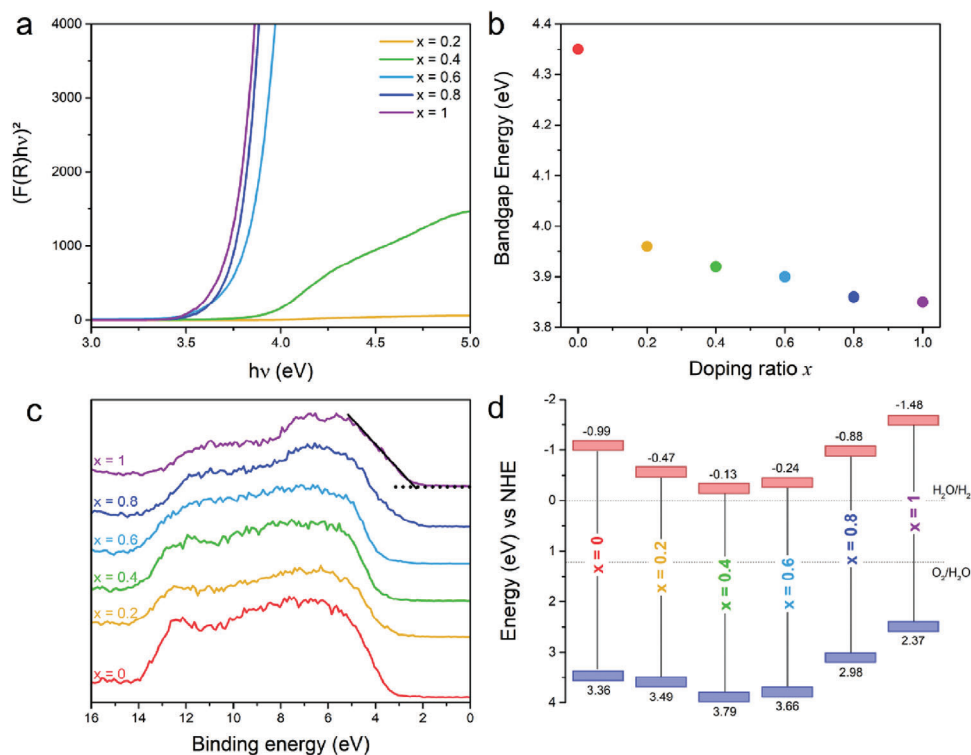 a
4000
3000
2000
1000
0
(F(R)hν)²
x = 0.2
x = 0.4
x = 0.6
x = 0.8
x = 1
3.0 3.5 4.0 4.5 5.0
hν (eV)
b
4.4
4.3
4.2
4.1
4.0
3.9
3.8
Bandgap Energy (eV)
0.0 0.2 0.4 0.6 0.8 1.0
Doping ratio x
c
x = 1
x = 0.8
x = 0.6
x = 0.4
x = 0.2
x = 0
16 14 12 10 8 6 4 2 0
Binding energy (eV)
d
-2
-1
0
1
2
3
4
Energy (eV) vs NHE
-0.99
-0.47
-0.13
-0.24
-0.88
-1.48
H₂O/H₂
O₂/H₂O
x = 0
x = 0.2
x = 0.4
x = 0.6
x = 0.8
x = 1
3.36
3.49
3.79
3.66
2.98
2.37